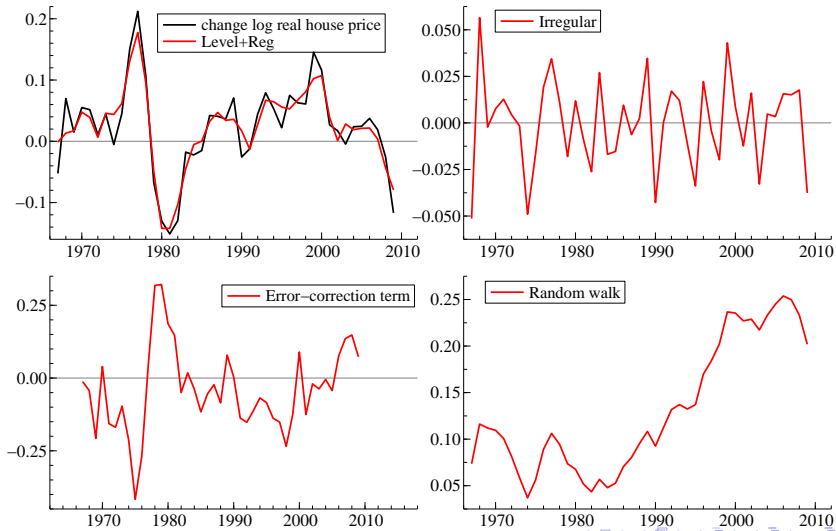 change log real house price
Level+Reg
0.2
0.1
0.0
−0.1
1970 1980 1990 2000 2010
Irregular
0.050
0.025
0.000
−0.025
−0.050
1970 1980 1990 2000 2010
Error−correction term
0.25
0.00
−0.25
1970 1980 1990 2000 2010
Random walk
0.25
0.20
0.15
0.10
0.05
1970 1980 1990 2000 2010